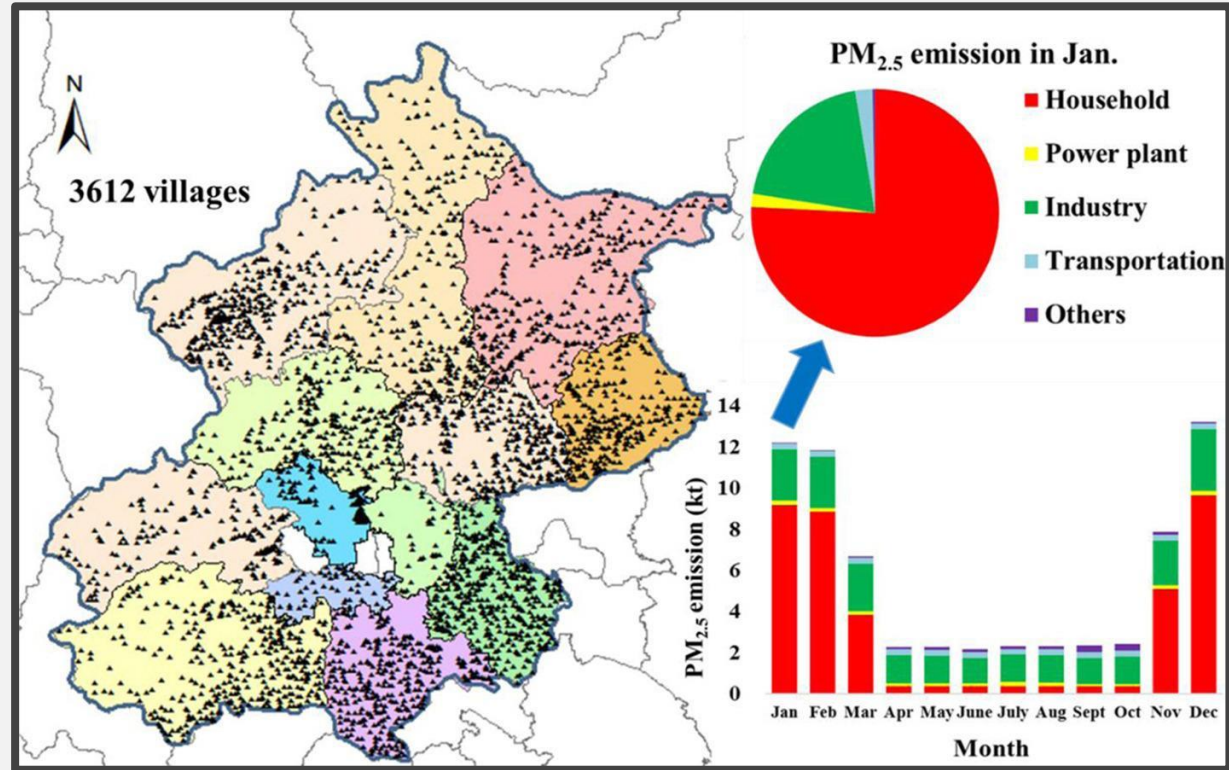 N
3612 villages
PM2.5 emission in Jan.
Household
Power plant
Industry
Transportation
Others
PM2.5 emission (kt)
14
12
10
8
6
4
2
0
Jan Feb Mar Apr May June July Aug Sept Oct Nov Dec
Month